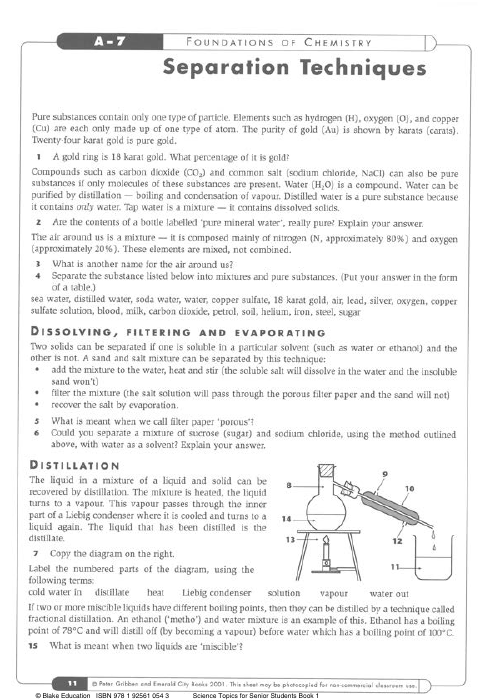 A-7
FOUNDATIONS OF CHEMISTRY
Separation Techniques
Pure substances contain only one type of particle. Elements such as hydrogen (H), oxygen (O), and copper
(Cu) are each only made up of one type of atom. The purity of gold (Au) is shown by karats (carats).
Twenty-four karat gold is pure gold.
1 A gold ring is 18 karat gold. What percentage of it is gold?
Compounds such as carbon dioxide (CO₂) and common salt (sodium chloride, NaCl) can also be pure
substances if only molecules of these substances are present. Water (H₂O) is a compound. Water can be
purified by distillation — boiling and condensation of vapour. Distilled water is a pure substance because
it contains only water. Tap water is a mixture — it contains dissolved solids.
2 Are the contents of a bottle labelled 'pure mineral water', really pure? Explain your answer.
The air around us is a mixture — it is composed mainly of nitrogen (N, approximately 80%) and oxygen
(approximately 20%). These elements are mixed, not combined.
3 What is another name for the air around us?
4 Separate the substance listed below into mixtures and pure substances. (Put your answer in the form
of a table.)
sea water, distilled water, soda water, water, copper sulfate, 18 karat gold, air, lead, silver, oxygen, copper
sulfate solution, blood, milk, carbon dioxide, petrol, soil, helium, iron, steel, sugar
DISSOLVING, FILTERING AND EVAPORATING
Two solids can be separated if one is soluble in a particular solvent (such as water or ethanol) and the
other is not. A sand and salt mixture can be separated by this technique:
• add the mixture to the water, heat and stir (the soluble salt will dissolve in the water and the insoluble
sand won't)
• filter the mixture (the salt solution will pass through the porous filter paper and the sand will not)
• recover the salt by evaporation.
5 What is meant when we call filter paper 'porous'?
6 Could you separate a mixture of sucrose (sugar) and sodium chloride, using the method outlined
above, with water as a solvent? Explain your answer.
DISTILLATION
The liquid in a mixture of a liquid and solid can be
recovered by distillation. The mixture is heated, the liquid
turns to a vapour. This vapour passes through the inner
part of a Liebig condenser where it is cooled and turns to a
liquid again. The liquid that has been distilled is the
distillate.
7 Copy the diagram on the right.
Label the numbered parts of the diagram, using the
following terms:
cold water in distillate heat Liebig condenser solution vapour water out
8
9
10
14
13
12
11
If two or more miscible liquids have different boiling points, then they can be distilled by a technique called
fractional distillation. An ethanol ('metho') and water mixture is an example of this. Ethanol has a boiling
point of 78°C and will distill off (by becoming a vapour) before water which has a boiling point of 100°C.
15 What is meant when two liquids are 'miscible'?
11 © Peter Gribben and Emerald City Books 2001. This sheet may be photocopied for non-commercial classroom use.
© Blake Education ISBN 978 1 92561 054 3 Science Topics for Senior Students Book 1